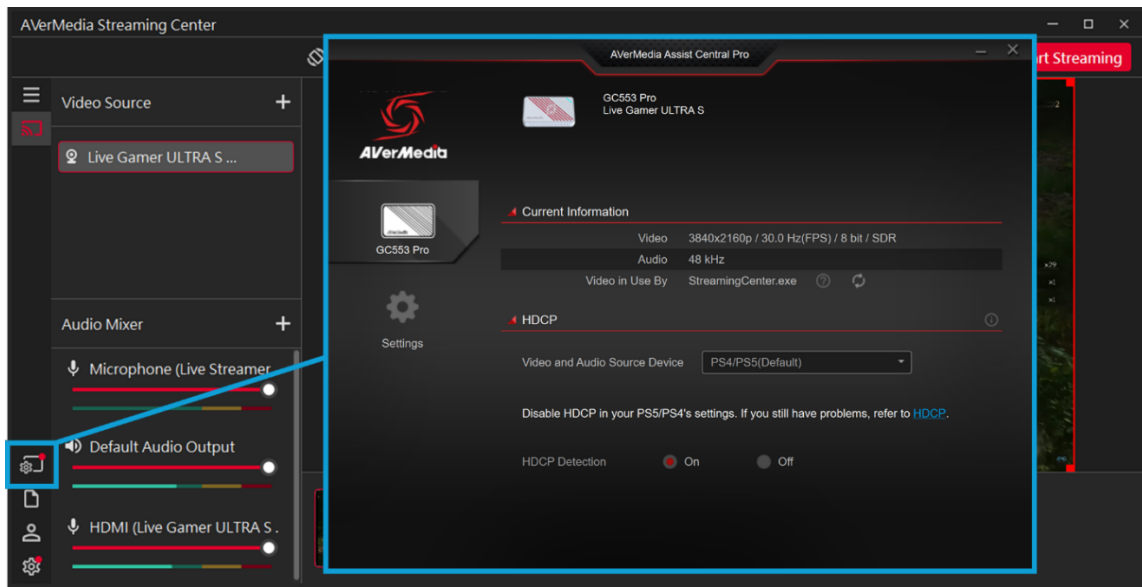 AVerMedia Streaming Center
AVerMedia Assist Central Pro
rt Streaming
Video Source
Live Gamer ULTRA S ...
GC553 Pro
Live Gamer ULTRA S
AVerMedia
GC553 Pro
Settings
Current Information
Video 3840x2160p / 30.0 Hz(FPS) / 8 bit / SDR
Audio 48 kHz
Video in Use By StreamingCenter.exe
HDCP
Video and Audio Source Device PS4/PS5(Default)
Disable HDCP in your PS5/PS4's settings. If you still have problems, refer to HDCP.
HDCP Detection On Off
Audio Mixer
Microphone (Live Streamer
Default Audio Output
HDMI (Live Gamer ULTRA S .
x29
x1
x1